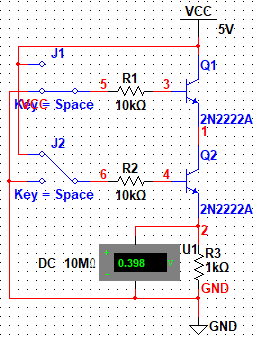 VCC
5V
J1
Q1
5
R1
3
VCC
Key = Space
10kΩ
2N2222A
1
J2
Q2
6
R2
4
Key = Space
10kΩ
2N2222A
2
U1
DC 10MΩ
+
0.398
V
-
R3
1kΩ
GND
GND